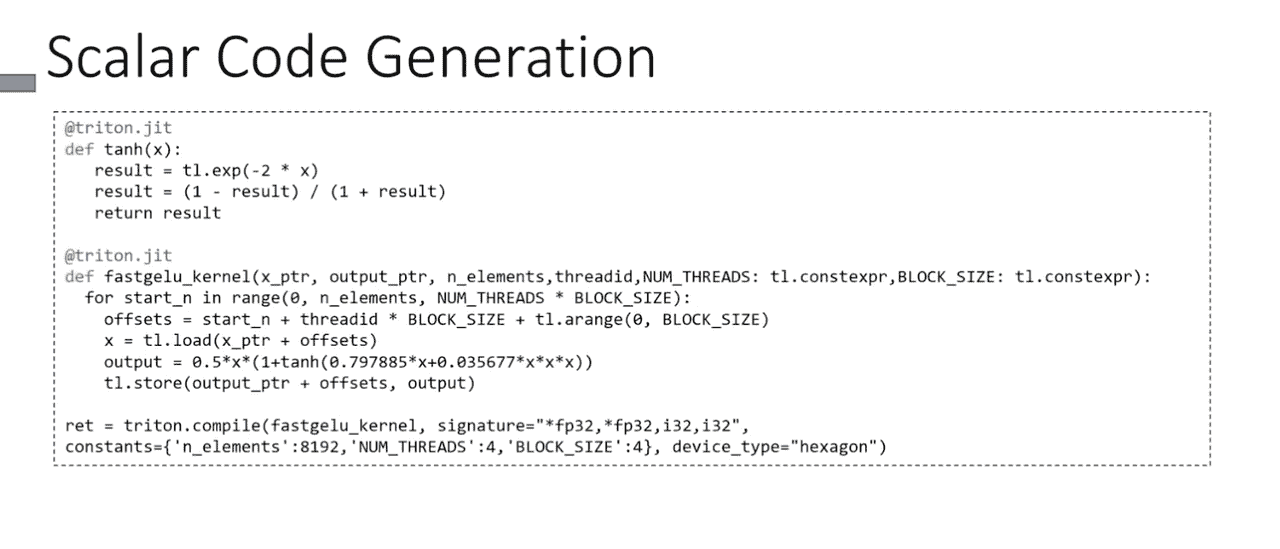 Scalar Code Generation
@triton.jit
def tanh(x):
   result = tl.exp(-2 * x)
   result = (1 - result) / (1 + result)
   return result

@triton.jit
def fastgelu_kernel(x_ptr, output_ptr, n_elements,threadid,NUM_THREADS: tl.constexpr,BLOCK_SIZE: tl.constexpr):
  for start_n in range(0, n_elements, NUM_THREADS * BLOCK_SIZE):
    offsets = start_n + threadid * BLOCK_SIZE + tl.arange(0, BLOCK_SIZE)
    x = tl.load(x_ptr + offsets)
    output = 0.5*x*(1+tanh(0.797885*x+0.035677*x*x*x))
    tl.store(output_ptr + offsets, output)

ret = triton.compile(fastgelu_kernel, signature="*fp32,*fp32,i32,i32",
constants={'n_elements':8192,'NUM_THREADS':4,'BLOCK_SIZE':4}, device_type="hexagon")